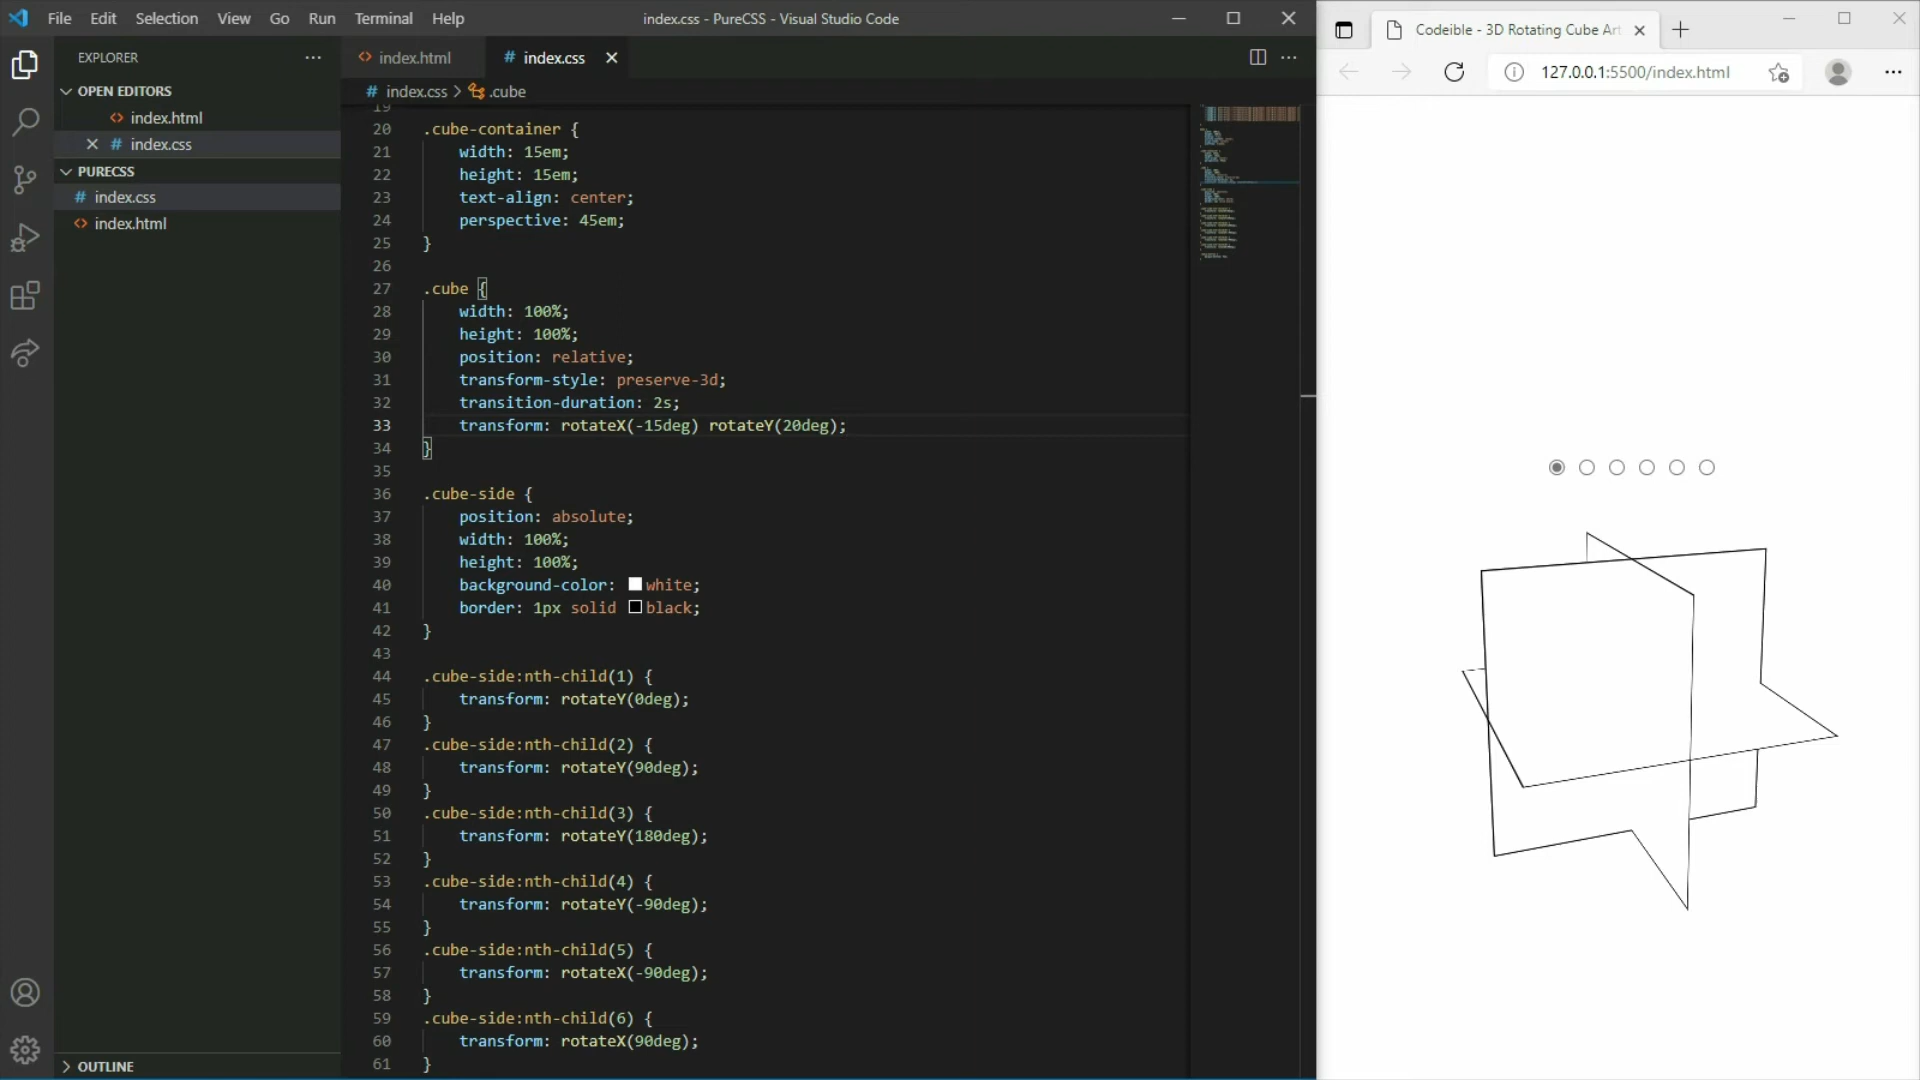 File Edit Selection View Go Run Terminal Help
index.css - PureCSS - Visual Studio Code
EXPLORER
OPEN EDITORS
index.html
index.css
PURECSS
index.css
index.html
OUTLINE
index.html
index.css
index.css > .cube
19
20 .cube-container {
21 width: 15em;
22 height: 15em;
23 text-align: center;
24 perspective: 45em;
25 }
26
27 .cube {
28 width: 100%;
29 height: 100%;
30 position: relative;
31 transform-style: preserve-3d;
32 transition-duration: 2s;
33 transform: rotateX(-15deg) rotateY(20deg);
34 }
35
36 .cube-side {
37 position: absolute;
38 width: 100%;
39 height: 100%;
40 background-color: white;
41 border: 1px solid black;
42 }
43
44 .cube-side:nth-child(1) {
45 transform: rotateY(0deg);
46 }
47 .cube-side:nth-child(2) {
48 transform: rotateY(90deg);
49 }
50 .cube-side:nth-child(3) {
51 transform: rotateY(180deg);
52 }
53 .cube-side:nth-child(4) {
54 transform: rotateY(-90deg);
55 }
56 .cube-side:nth-child(5) {
57 transform: rotateX(-90deg);
58 }
59 .cube-side:nth-child(6) {
60 transform: rotateX(90deg);
61 }
Codeible - 3D Rotating Cube Ar
127.0.0.1:5500/index.html